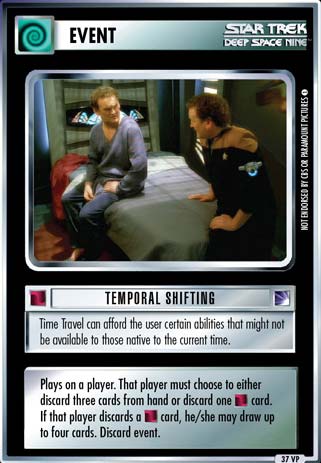 EVENT
STAR TREK
DEEP SPACE NINE
NOT ENDORSED BY CBS OR PARAMOUNT PICTURES
TEMPORAL SHIFTING
Time Travel can afford the user certain abilities that might not
be available to those native to the current time.
Plays on a player. That player must choose to either
discard three cards from hand or discard one card.
If that player discards a card, he/she may draw up
to four cards. Discard event.
37 VP